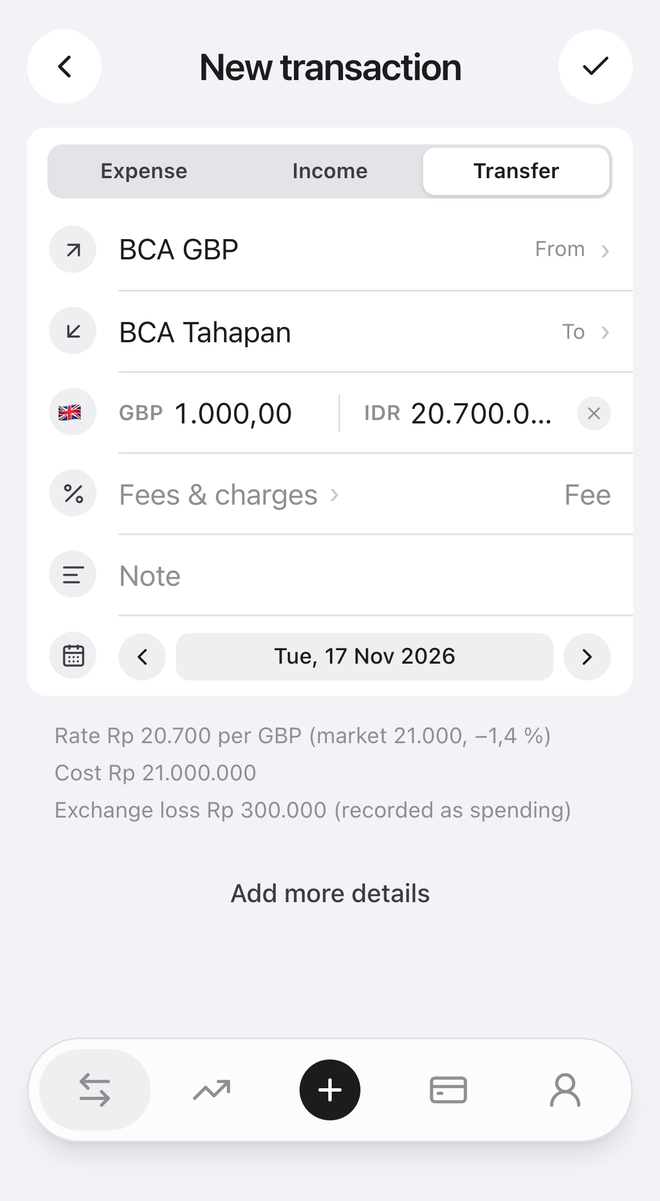 New transaction
Expense Income Transfer
BCA GBP From
BCA Tahapan To
GBP 1.000,00 IDR 20.700.0...
Fees & charges Fee
Note
Tue, 17 Nov 2026
Rate Rp 20.700 per GBP (market 21.000, −1,4 %)
Cost Rp 21.000.000
Exchange loss Rp 300.000 (recorded as spending)
Add more details